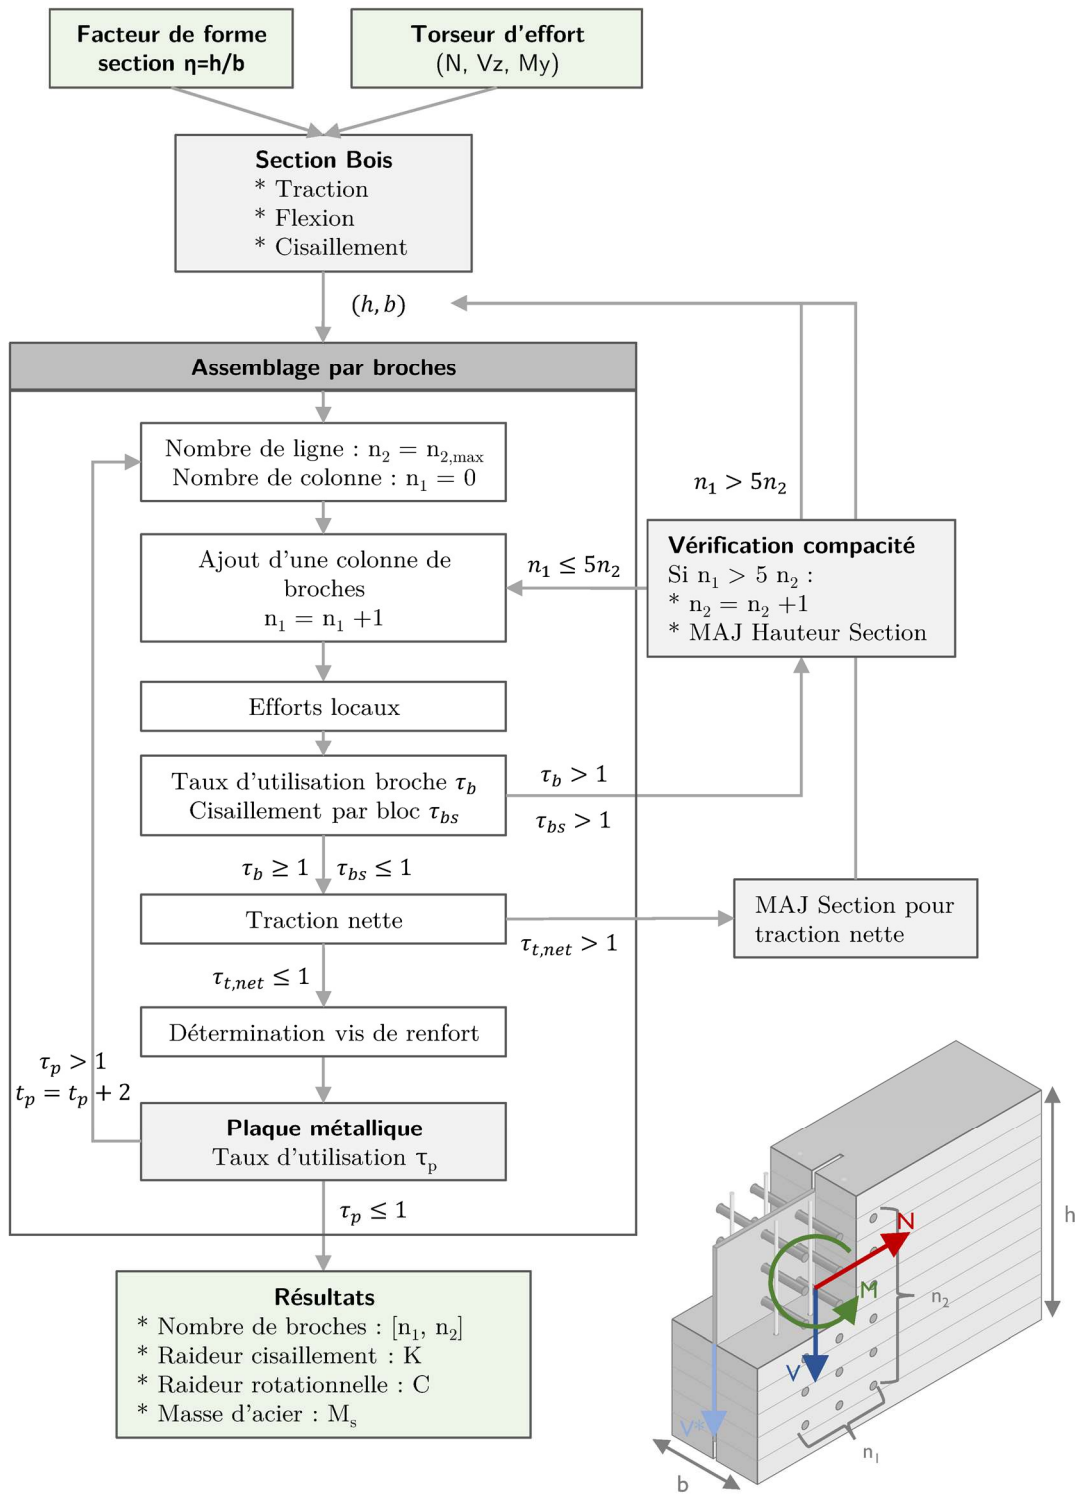 Facteur de forme
section η=h/b
Torseur d'effort
(N, Vz, My)
Section Bois
* Traction
* Flexion
* Cisaillement
(h, b)
Assemblage par broches
Nombre de ligne : n₂ = n₂,max
Nombre de colonne : n₁ = 0
n₁ > 5n₂
Ajout d'une colonne de
broches
n₁ = n₁ +1
n₁ ≤ 5n₂
Vérification compacité
Si n₁ > 5 n₂ :
* n₂ = n₂ +1
* MAJ Hauteur Section
Efforts locaux
Taux d'utilisation broche τ_b
Cisaillement par bloc τ_bs
τ_b > 1
τ_bs > 1
τ_b ≥ 1
τ_bs ≤ 1
Traction nette
τ_t,net > 1
MAJ Section pour
traction nette
τ_t,net ≤ 1
Détermination vis de renfort
τ_p > 1
t_p = t_p + 2
Plaque métallique
Taux d'utilisation τ_p
τ_p ≤ 1
Résultats
* Nombre de broches : [n₁, n₂]
* Raideur cisaillement : K
* Raideur rotationnelle : C
* Masse d'acier : M_s
N
h
M
n₂
V
V*
n₁
b